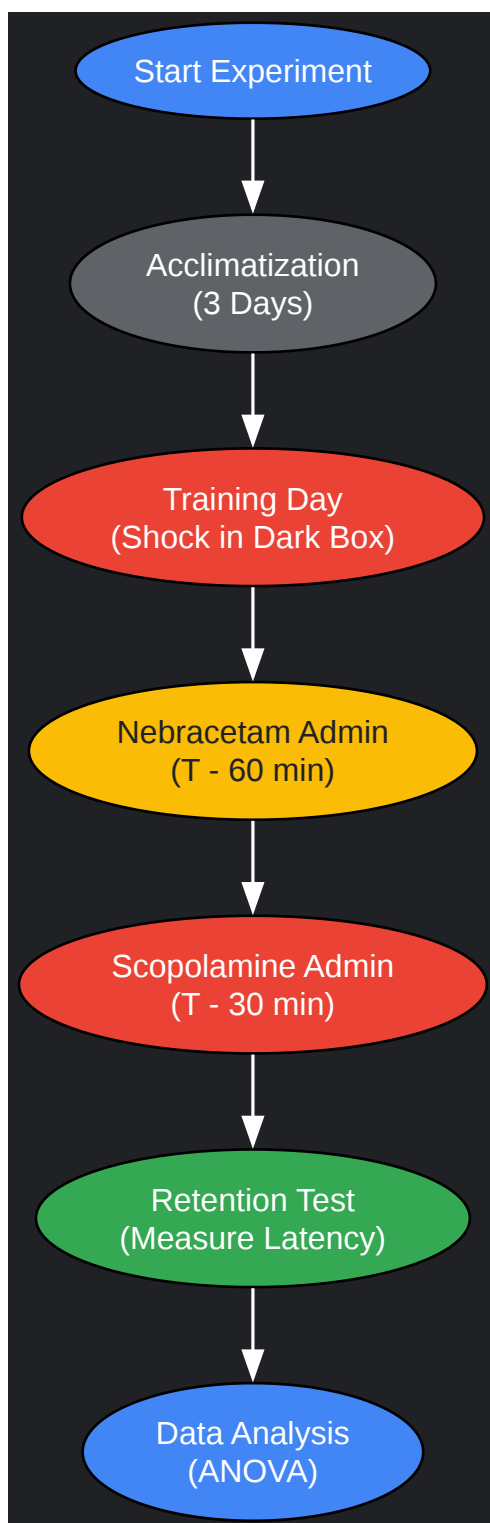 Start Experiment
Acclimatization
(3 Days)
Training Day
(Shock in Dark Box)
Nebracetam Admin
(T - 60 min)
Scopolamine Admin
(T - 30 min)
Retention Test
(Measure Latency)
Data Analysis
(ANOVA)